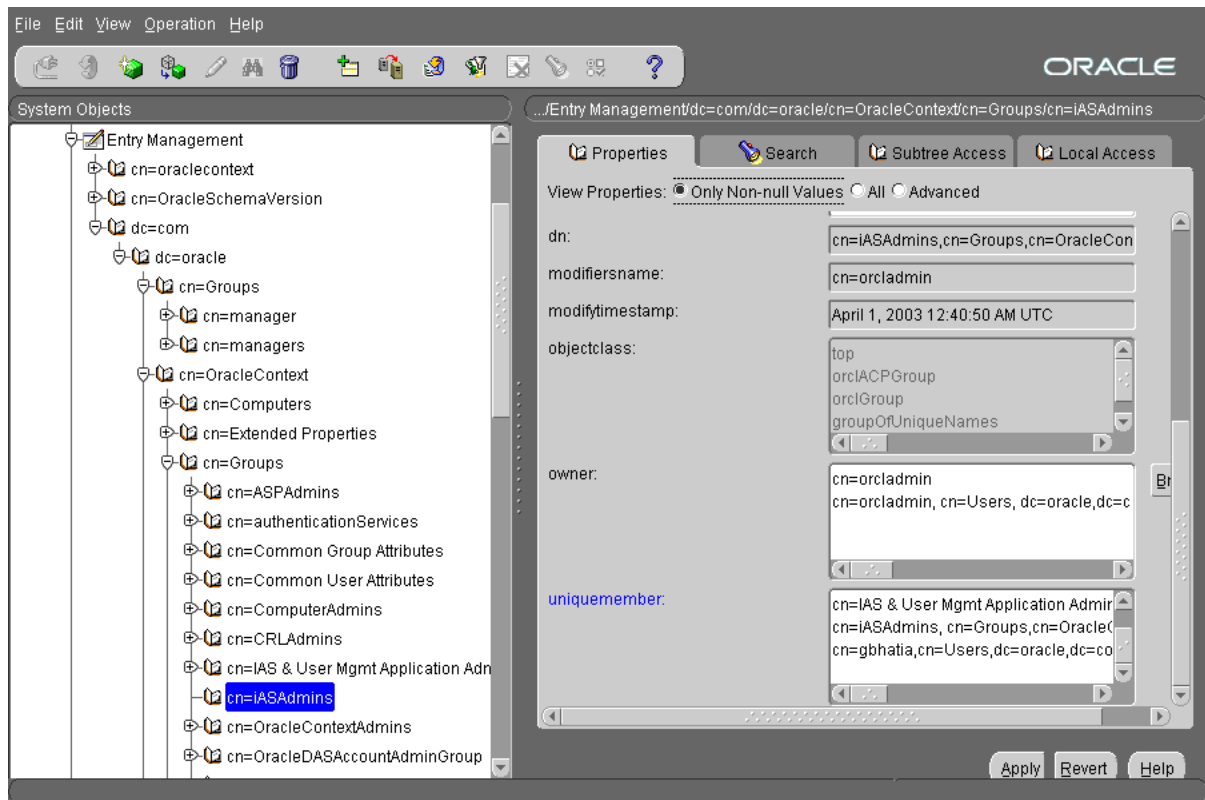 File Edit View Operation Help
ORACLE
System Objects
Entry Management
cn=oraclecontext
cn=OracleSchemaVersion
dc=com
dc=oracle
cn=Groups
cn=manager
cn=managers
cn=OracleContext
cn=Computers
cn=Extended Properties
cn=Groups
cn=ASPAdmins
cn=authenticationServices
cn=Common Group Attributes
cn=Common User Attributes
cn=ComputerAdmins
cn=CRLAdmins
cn=IAS & User Mgmt Application Adn
cn=iASAdmins
cn=OracleContextAdmins
cn=OracleDASAccountAdminGroup
.../Entry Management/dc=com/dc=oracle/cn=OracleContext/cn=Groups/cn=iASAdmins
Properties Search Subtree Access Local Access
View Properties: Only Non-null Values All Advanced
dn: cn=iASAdmins,cn=Groups,cn=OracleCon
modifiersname: cn=orcladmin
modifytimestamp: April 1, 2003 12:40:50 AM UTC
objectclass: top
orclACPGroup
orclGroup
groupOfUniqueNames
owner: cn=orcladmin Br
cn=orcladmin, cn=Users, dc=oracle,dc=c
uniquemember: cn=IAS & User Mgmt Application Admir
cn=iASAdmins, cn=Groups,cn=Oracle(
cn=gbhatia,cn=Users,dc=oracle,dc=co
Apply Revert Help